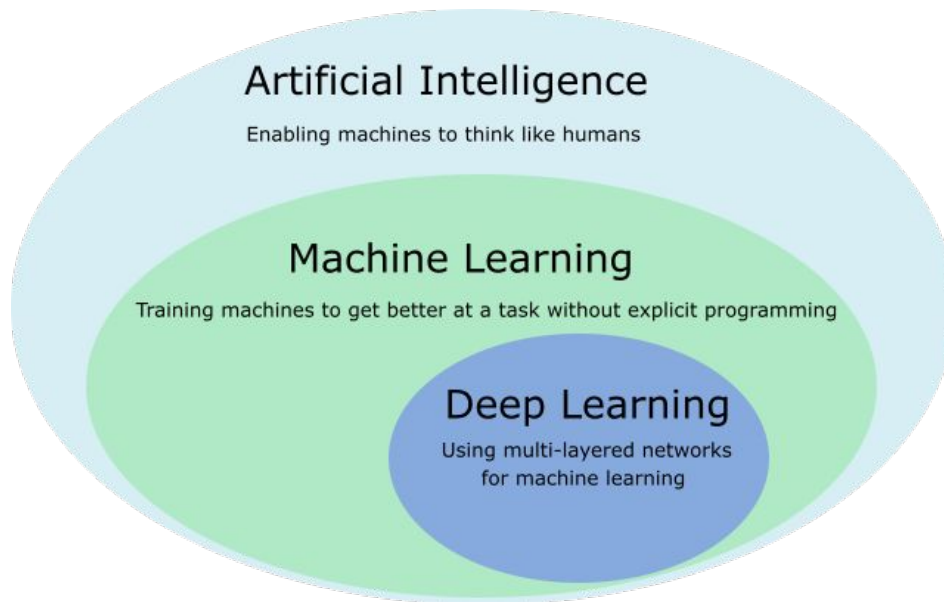 Artificial Intelligence
Enabling machines to think like humans
Machine Learning
Training machines to get better at a task without explicit programming
Deep Learning
Using multi-layered networks
for machine learning